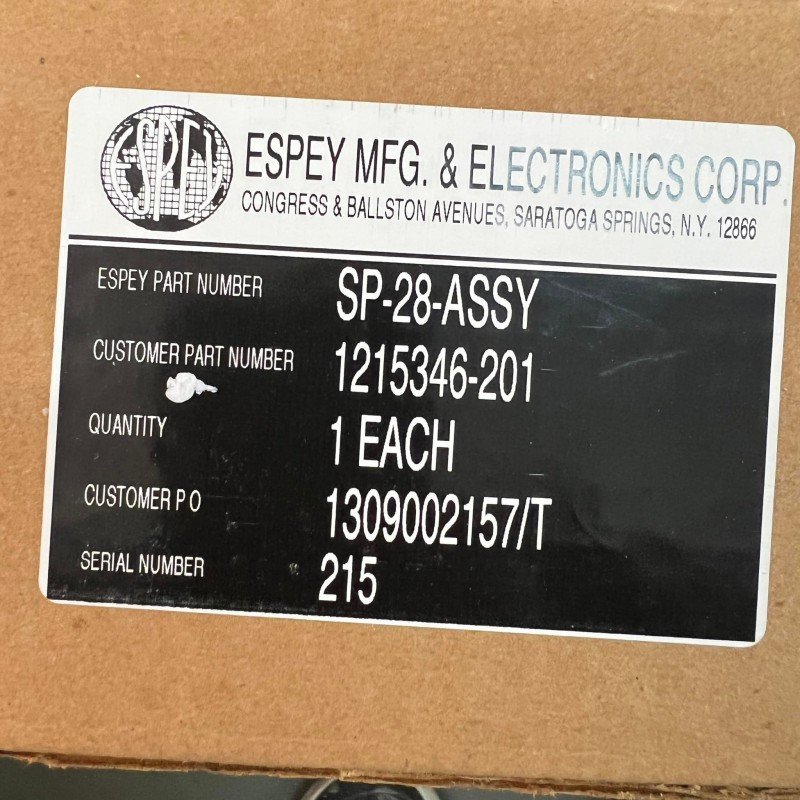 ESPEY
ESPEY MFG. & ELECTRONICS CORP.
CONGRESS & BALLSTON AVENUES, SARATOGA SPRINGS, N.Y. 12866
ESPEY PART NUMBER SP-28-ASSY
CUSTOMER PART NUMBER 1215346-201
QUANTITY 1 EACH
CUSTOMER P O 1309002157/T
SERIAL NUMBER 215